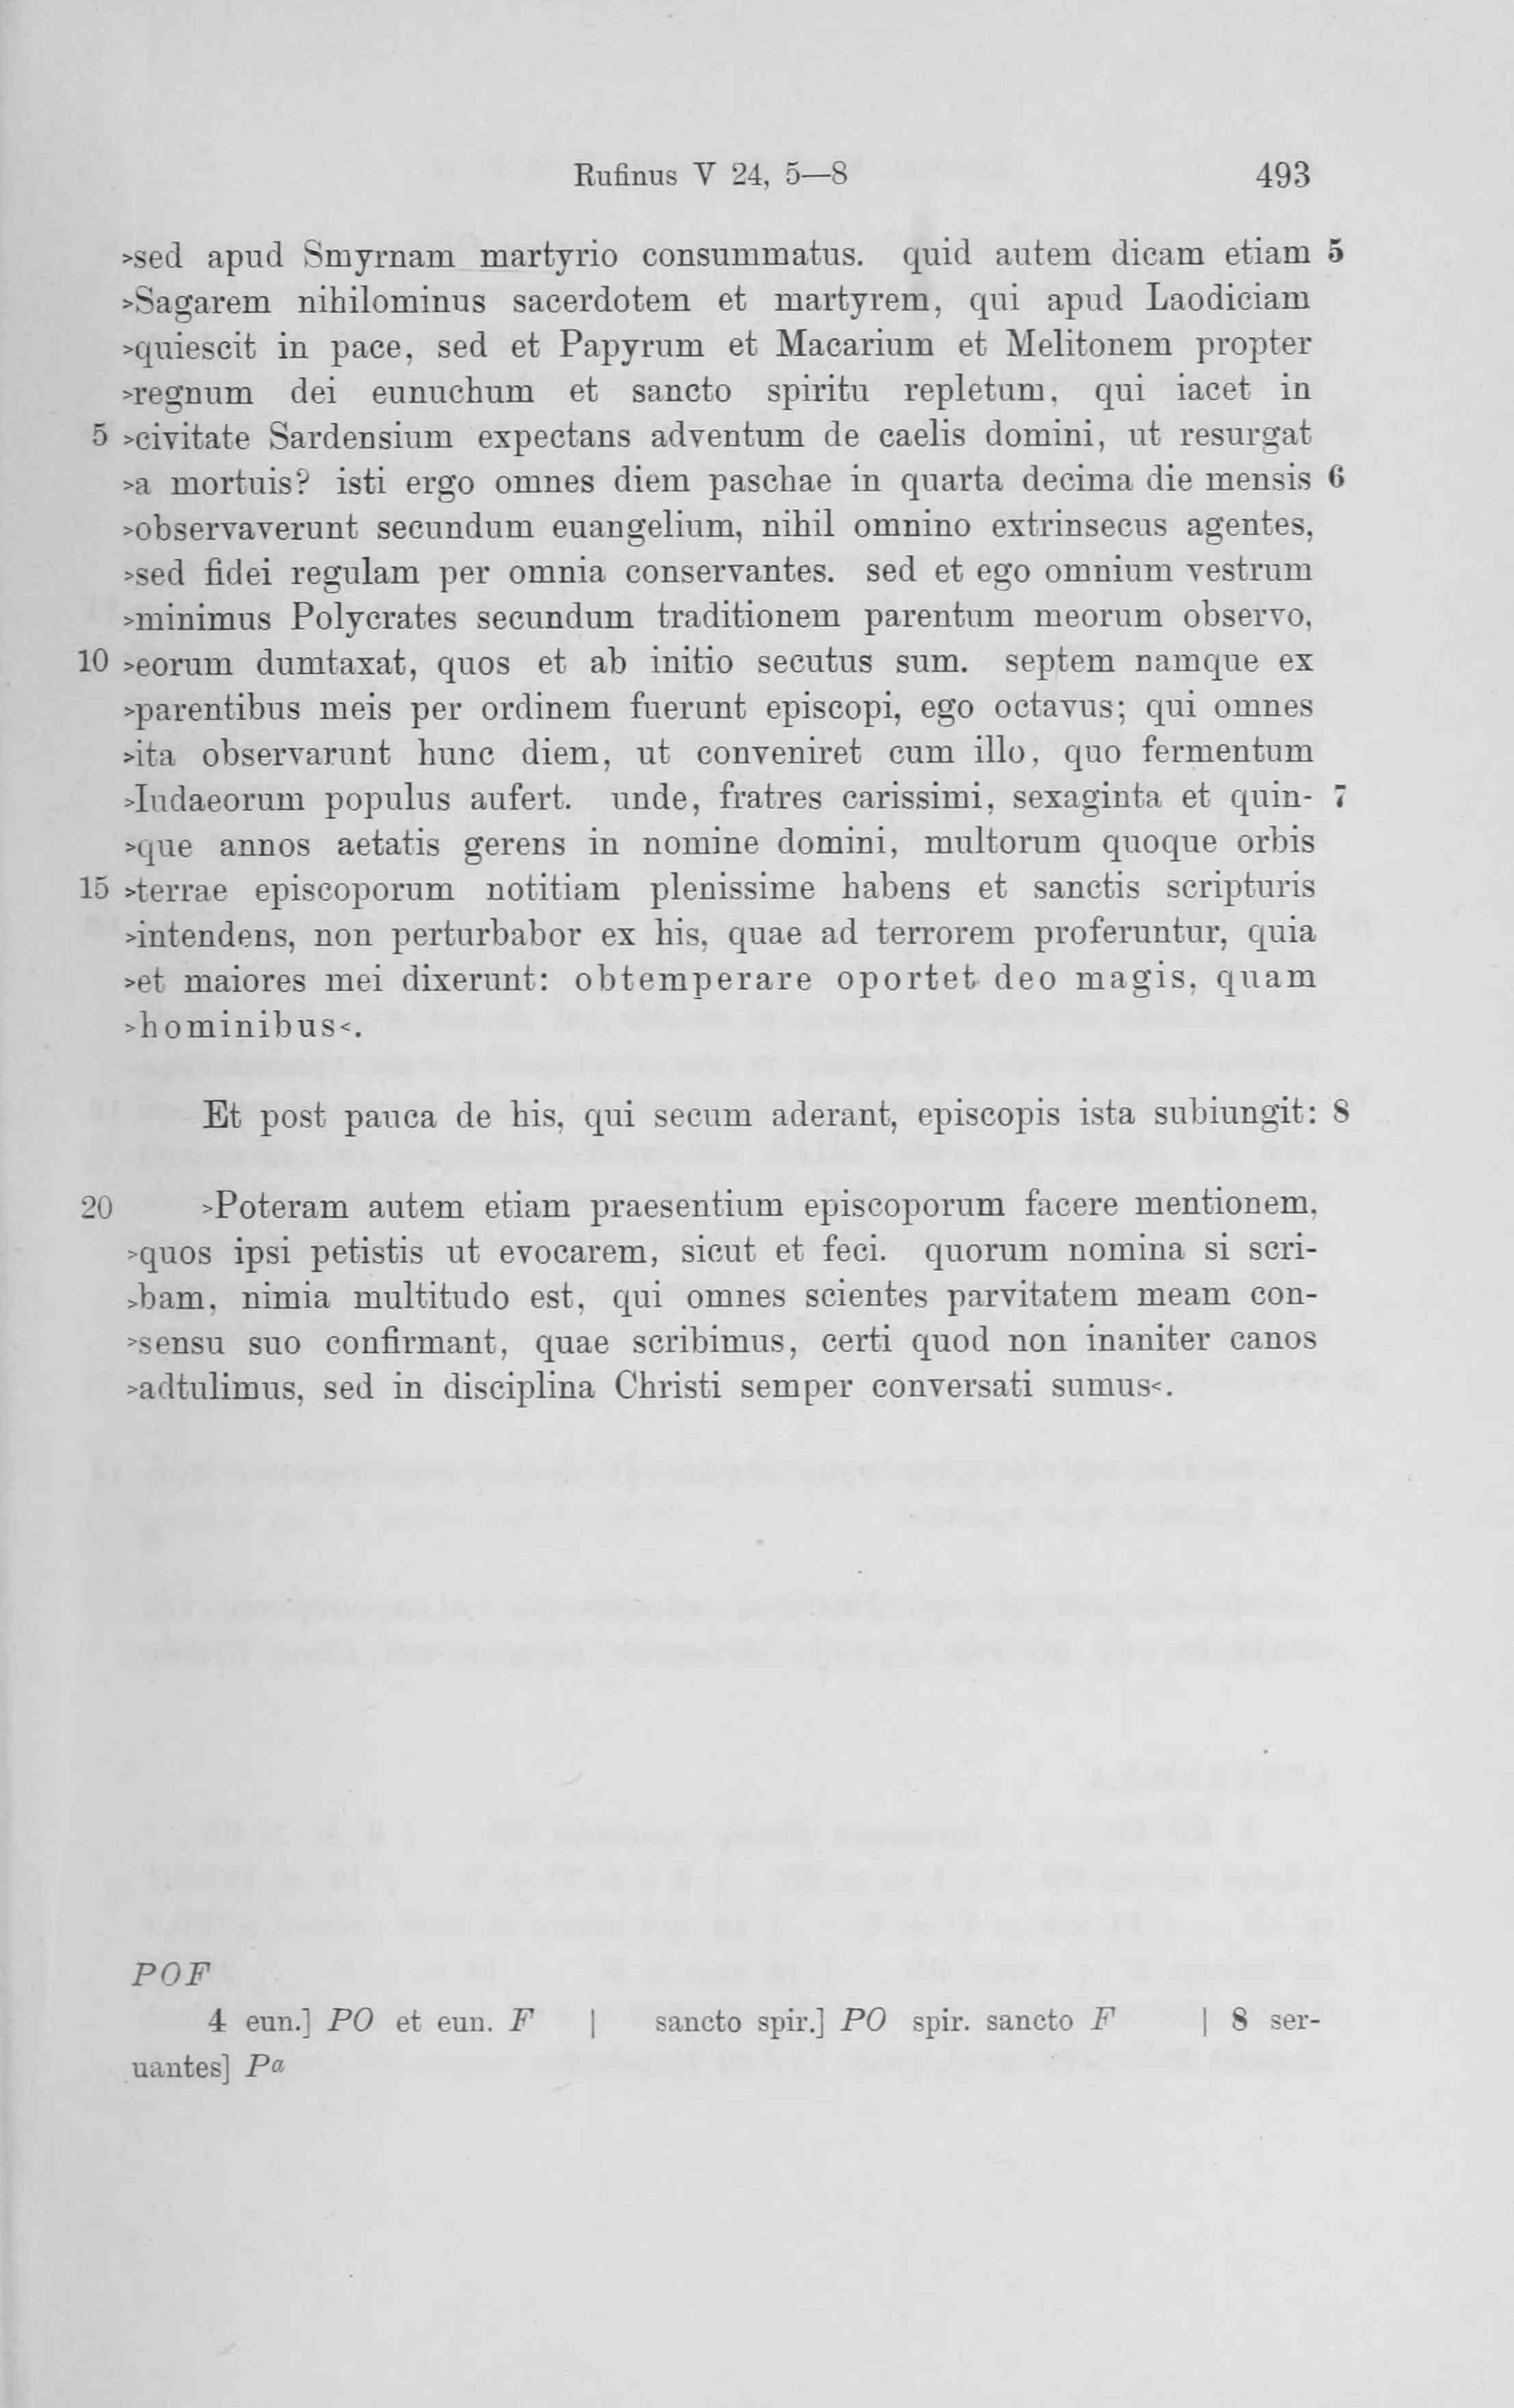 Rufinus V 24, 5—8 493
>sed apud Smyrnam martyrio consummatus. quid autem dicam etiam 5
>Sagarem nihilominus sacerdotem et martyrem, qui apud Laodiciam
>quiescit in pace, sed et Papyrum et Macarium et Melitonem propter
>regnum dei eunuchum et sancto spiritu repletum, qui iacet in
5 >civitate Sardensium expectans adventum de caelis domini, ut resurgat
>a mortuis? isti ergo omnes diem paschae in quarta decima die mensis 6
>observaverunt secundum euangelium, nihil omnino extrinsecus agentes,
>sed fidei regulam per omnia conservantes. sed et ego omnium vestrum
>minimus Polycrates secundum traditionem parentum meorum observo,
10 >eorum dumtaxat, quos et ab initio secutus sum. septem namque ex
>parentibus meis per ordinem fuerunt episcopi, ego octavus; qui omnes
>ita observarunt hunc diem, ut conveniret cum illo, quo fermentum
>Iudaeorum populus aufert. unde, fratres carissimi, sexaginta et quin- 7
>que annos aetatis gerens in nomine domini, multorum quoque orbis
15 >terrae episcoporum notitiam plenissime habens et sanctis scripturis
>intendens, non perturbabor ex his, quae ad terrorem proferuntur, quia
>et maiores mei dixerunt: obtemperare oportet deo magis, quam
>hominibus<.
Et post pauca de his, qui secum aderant, episcopis ista subiungit: 8
20 >Poteram autem etiam praesentium episcoporum facere mentionem,
>quos ipsi petistis ut evocarem, sicut et feci. quorum nomina si scri-
>bam, nimia multitudo est, qui omnes scientes parvitatem meam con-
>sensu suo confirmant, quae scribimus, certi quod non inaniter canos
>adtulimus, sed in disciplina Christi semper conversati sumus<.
POF
4 eun.] PO et eun. F | sancto spir.] PO spir. sancto F | 8 ser-
uantes] Pa